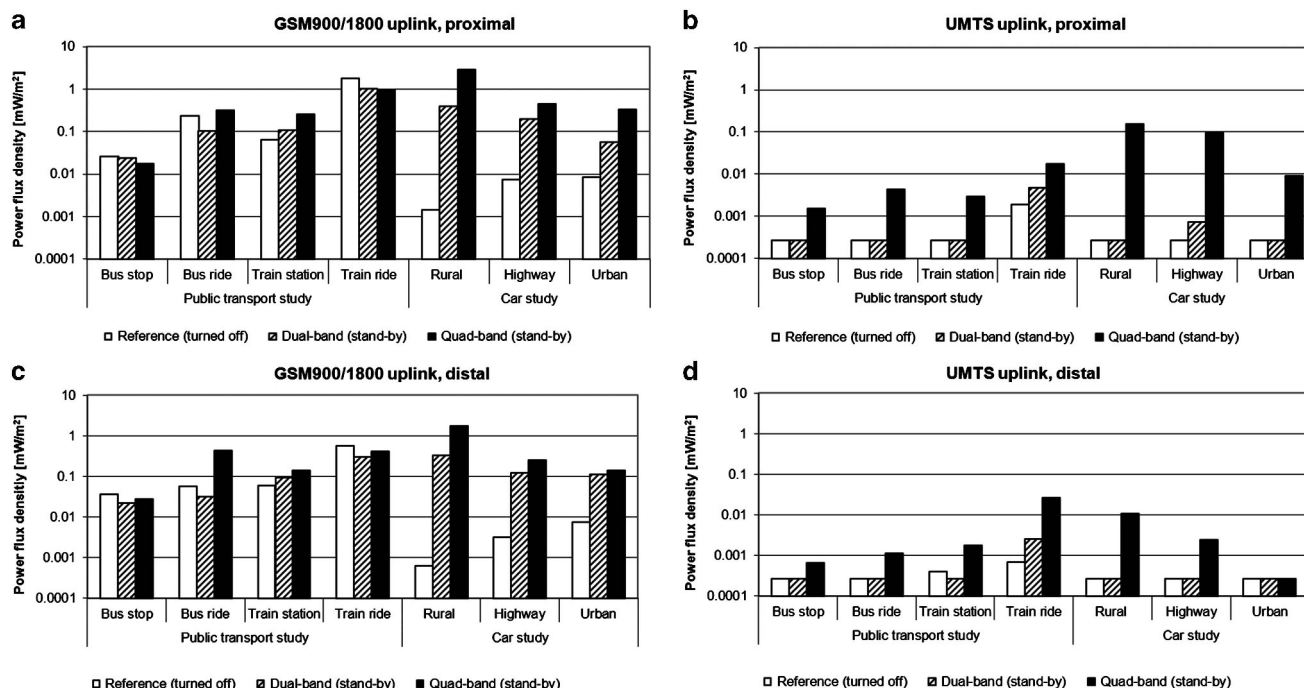 a
GSM900/1800 uplink, proximal
Power flux density [mW/m²]
10
1
0.1
0.01
0.001
0.0001
Bus stop Bus ride Train station Train ride Rural Highway Urban
Public transport study Car study
Reference (turned off) Dual-band (stand-by) Quad-band (stand-by)
b
UMTS uplink, proximal
Power flux density [mW/m²]
10
1
0.1
0.01
0.001
0.0001
Bus stop Bus ride Train station Train ride Rural Highway Urban
Public transport study Car study
Reference (turned off) Dual-band (stand-by) Quad-band (stand-by)
c
GSM900/1800 uplink, distal
Power flux densitiy [mW/m²]
10
1
0.1
0.01
0.001
0.0001
Bus stop Bus ride Train station Train ride Rural Highway Urban
Public transport study Car study
Reference (turned off) Dual-band (stand-by) Quad-band (stand-by)
d
UMTS uplink, distal
Power flux density [mW/m²]
10
1
0.1
0.01
0.001
0.0001
Bus stop Bus ride Train station Train ride Rural Highway Urban
Public transport study Car study
Reference (turned off) Dual-band (stand-by) Quad-band (stand-by)